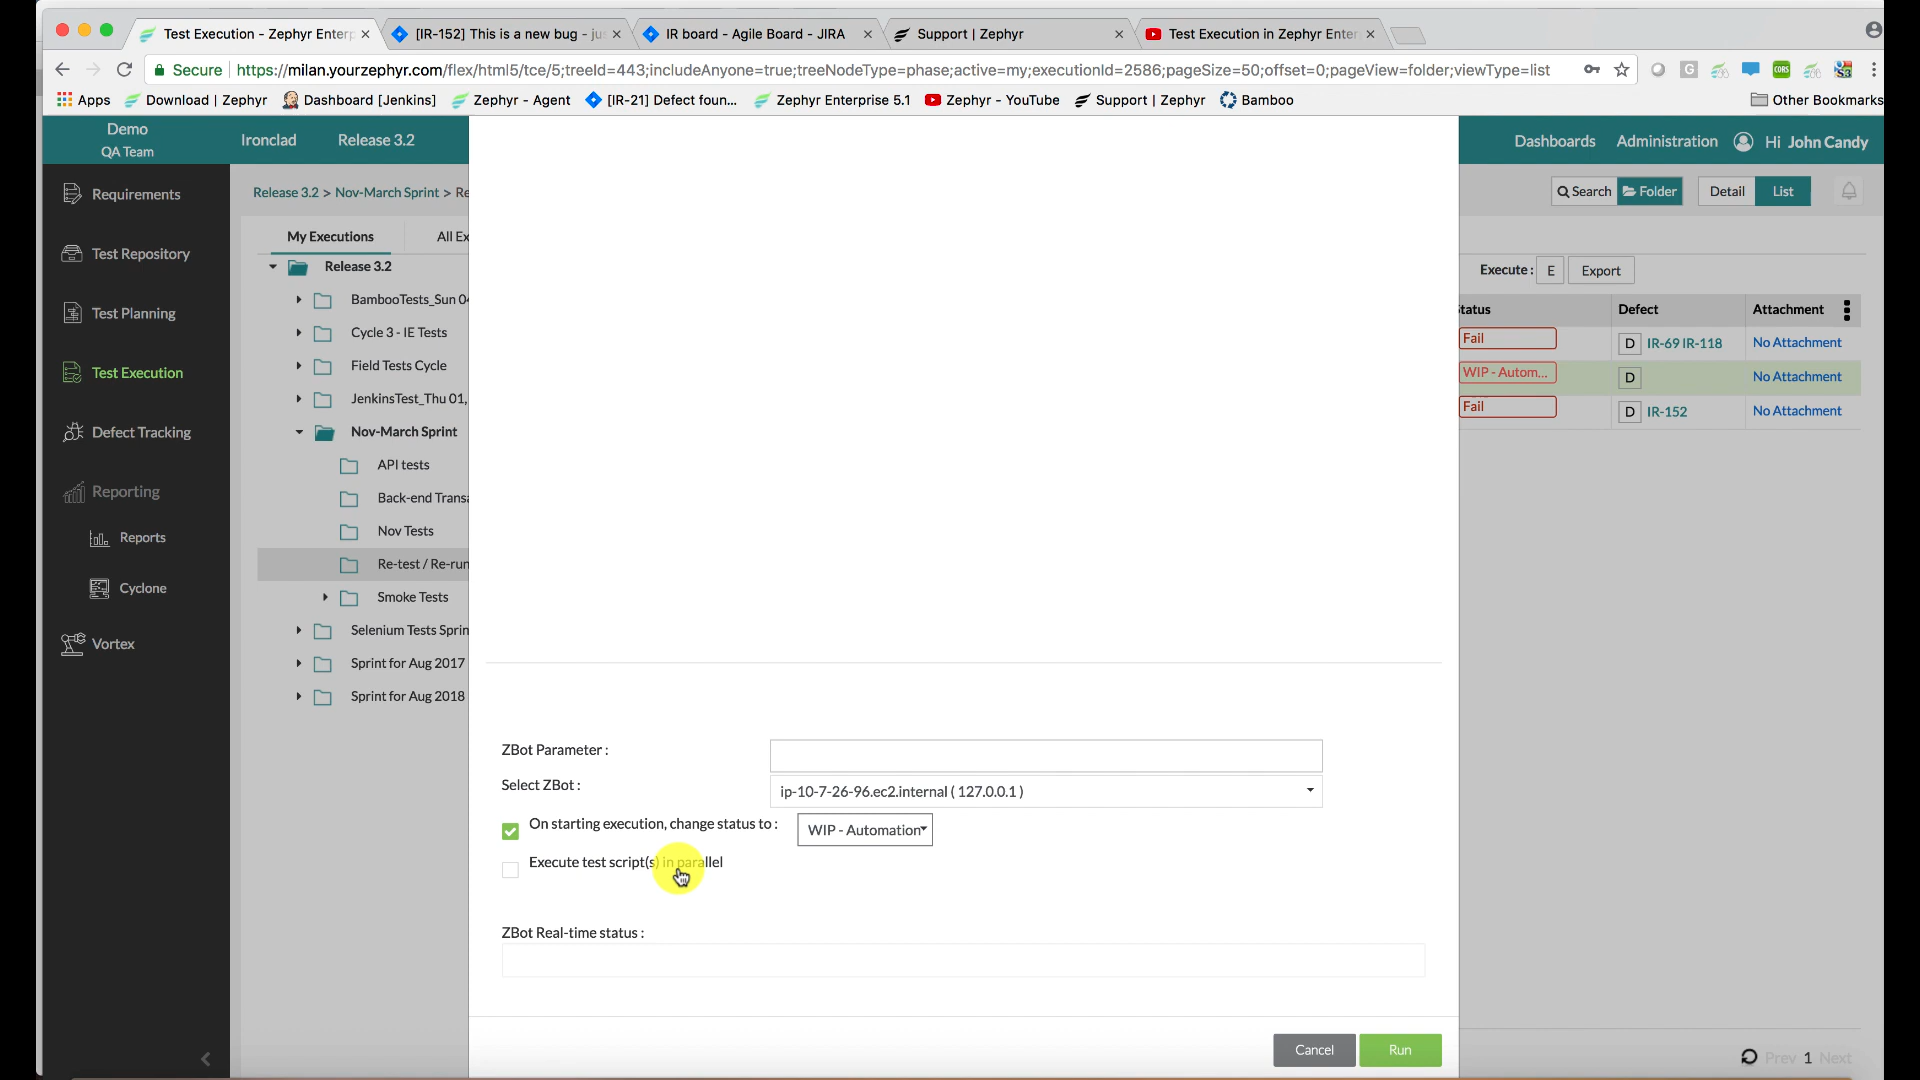 Test Execution - Zephyr Enterp
[IR-152] This is a new bug - jus
IR board - Agile Board - JIRA
Support | Zephyr
Test Execution in Zephyr Enter
Secure
https://milan.yourzephyr.com/flex/html5/tce/5;treeId=443;includeAnyone=true;treeNodeType=phase;active=my;executionId=2586;pageSize=50;offset=0;pageView=folder;viewType=list
Apps
Download | Zephyr
Dashboard [Jenkins]
Zephyr - Agent
[IR-21] Defect foun...
Zephyr Enterprise 5.1
Zephyr - YouTube
Support | Zephyr
Bamboo
Other Bookmarks
Demo
QA Team
Ironclad
Release 3.2
Dashboards
Administration
Hi John Candy
Requirements
Test Repository
Test Planning
Test Execution
Defect Tracking
Reporting
Reports
Cyclone
Vortex
Release 3.2 > Nov-March Sprint > Re
Search
Folder
Detail
List
My Executions
All Ex
Release 3.2
BambooTests_Sun 04
Cycle 3 - IE Tests
Field Tests Cycle
JenkinsTest_Thu 01,
Nov-March Sprint
API tests
Back-end Transa
Nov Tests
Re-test / Re-run
Smoke Tests
Selenium Tests Sprin
Sprint for Aug 2017
Sprint for Aug 2018
Execute :
E
Export
tatus
Defect
Attachment
Fail
D
IR-69 IR-118
No Attachment
WIP - Autom...
D
No Attachment
Fail
D
IR-152
No Attachment
ZBot Parameter :
Select ZBot :
ip-10-7-26-96.ec2.internal ( 127.0.0.1 )
On starting execution, change status to :
WIP - Automation
Execute test script(s) in parallel
ZBot Real-time status :
Cancel
Run
Prev 1 Next